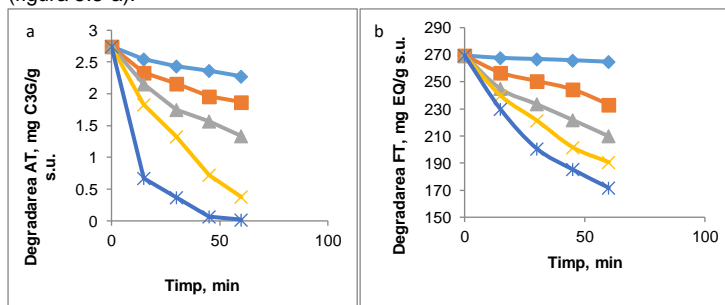 (figura 3.8 a).
a
3
2.5
2
1.5
1
0.5
0
0
50
100
Degradarea AT, mg C3G/g
s.u.
Timp, min
b
290
270
250
230
210
190
170
150
0
50
100
Degradarea FT, mg EQ/g s.u.
Timp, min